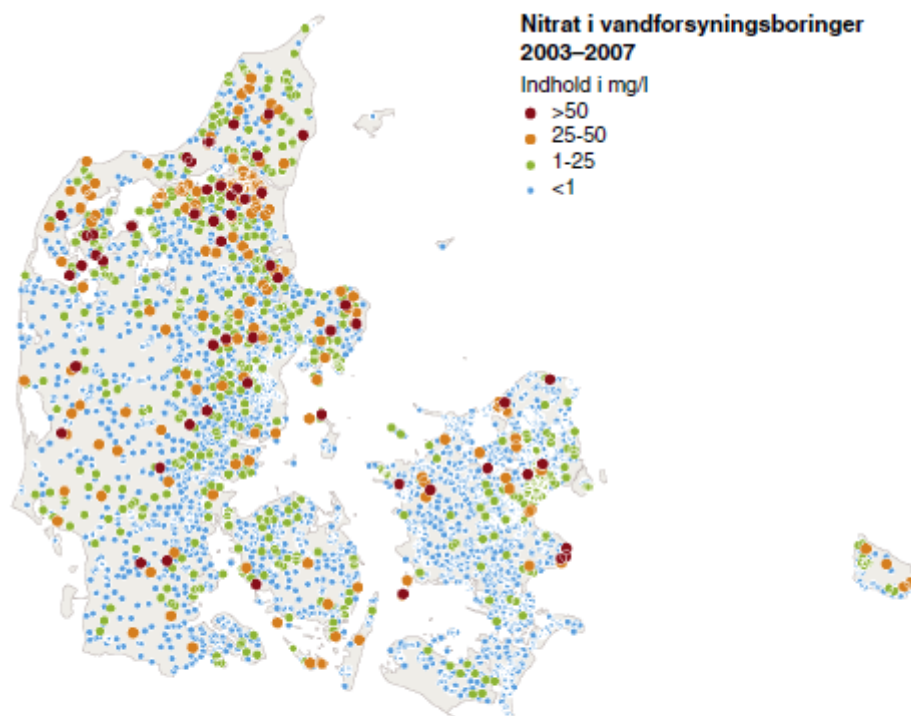 Nitrat i vandforsyningsboringer
2003–2007
Indhold i mg/l
>50
25-50
1-25
<1